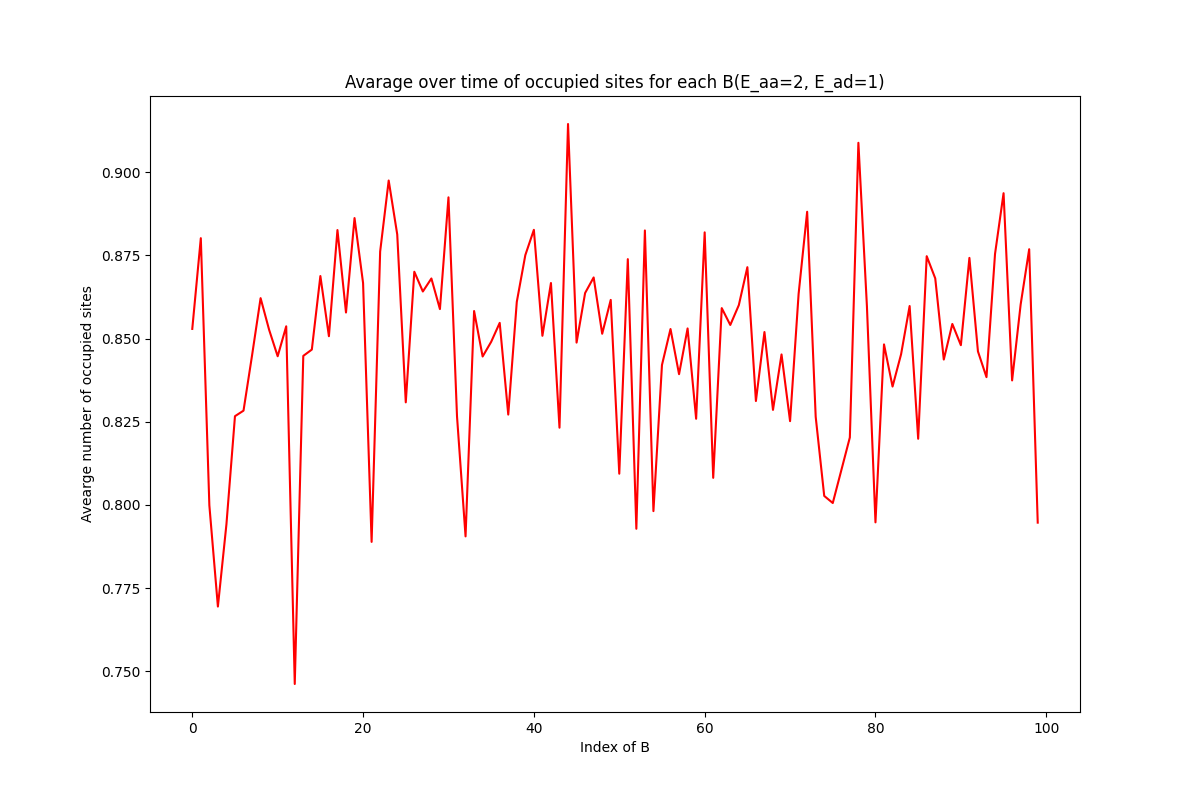 Avarage over time of occupied sites for each B(E_aa=2, E_ad=1)
Avearge number of occupied sites
0.900
0.875
0.850
0.825
0.800
0.775
0.750
0 20 40 60 80 100
Index of B